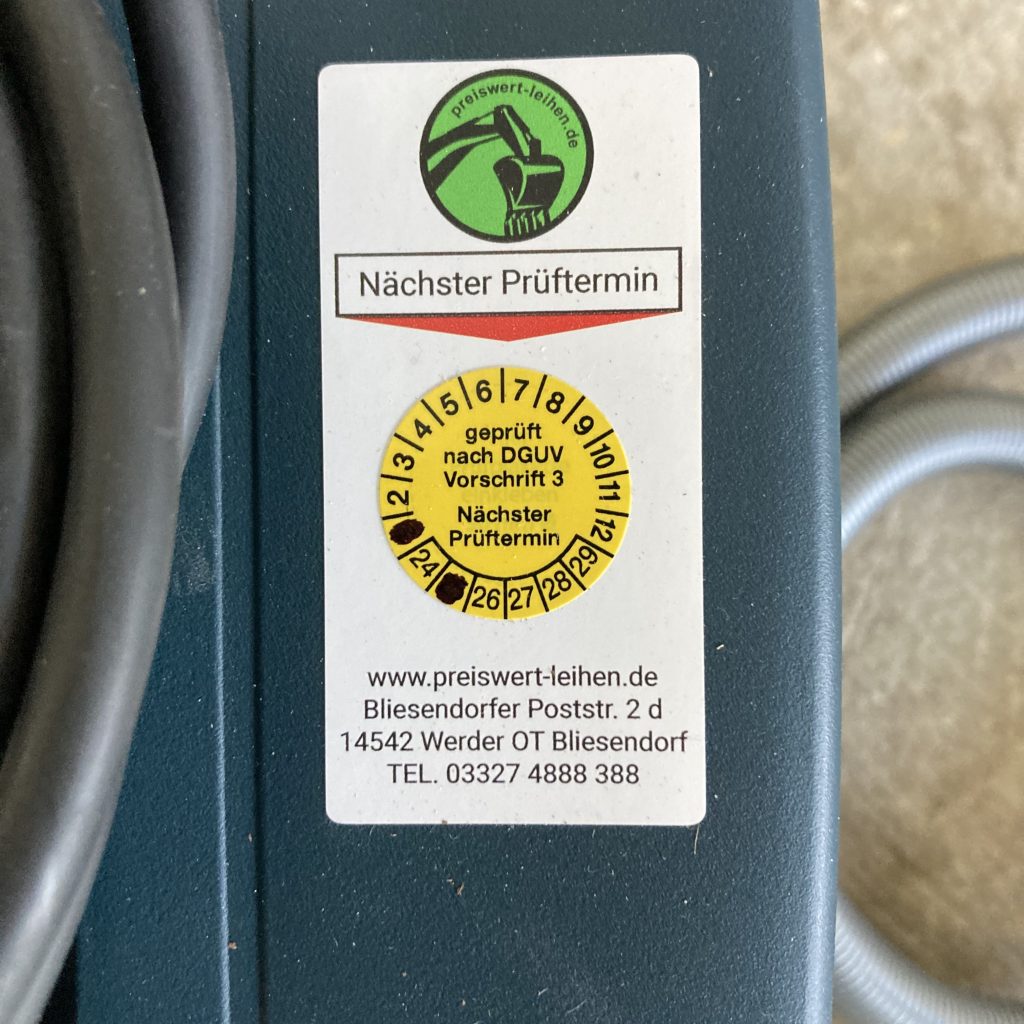 preiswert-leihen.de
Nächster Prüftermin
2 3 4 5 6 7 8 9 10 11 12
geprüft
nach DGUV
Vorschrift 3
Nächster
Prüftermin
24 26 27 28 29
www.preiswert-leihen.de
Bliesendorfer Poststr. 2 d
14542 Werder OT Bliesendorf
TEL. 03327 4888 388